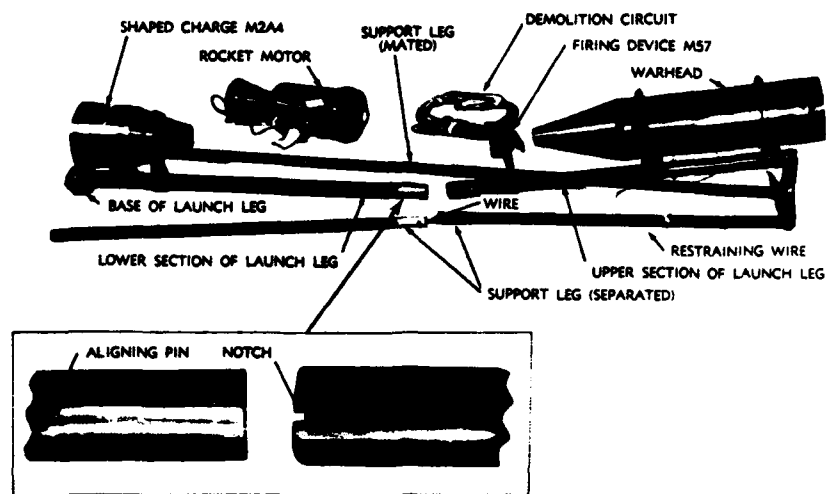 SHAPED CHARGE M2A4
ROCKET MOTOR
SUPPORT LEG
(MATED)
DEMOLITION CIRCUIT
FIRING DEVICE M57
WARHEAD
BASE OF LAUNCH LEG
WIRE
LOWER SECTION OF LAUNCH LEG
RESTRAINING WIRE
UPPER SECTION OF LAUNCH LEG
SUPPORT LEG (SEPARATED)
ALIGNING PIN
NOTCH